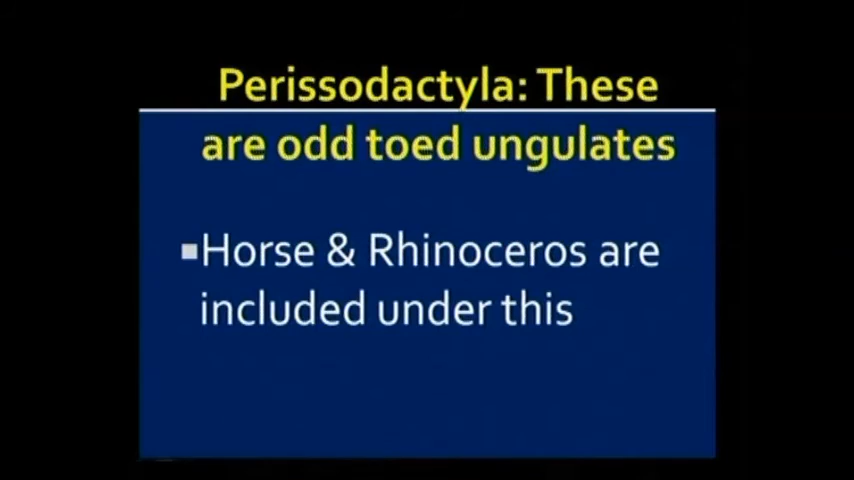 Perissodactyla: These
are odd toed ungulates
Horse & Rhinoceros are
included under this